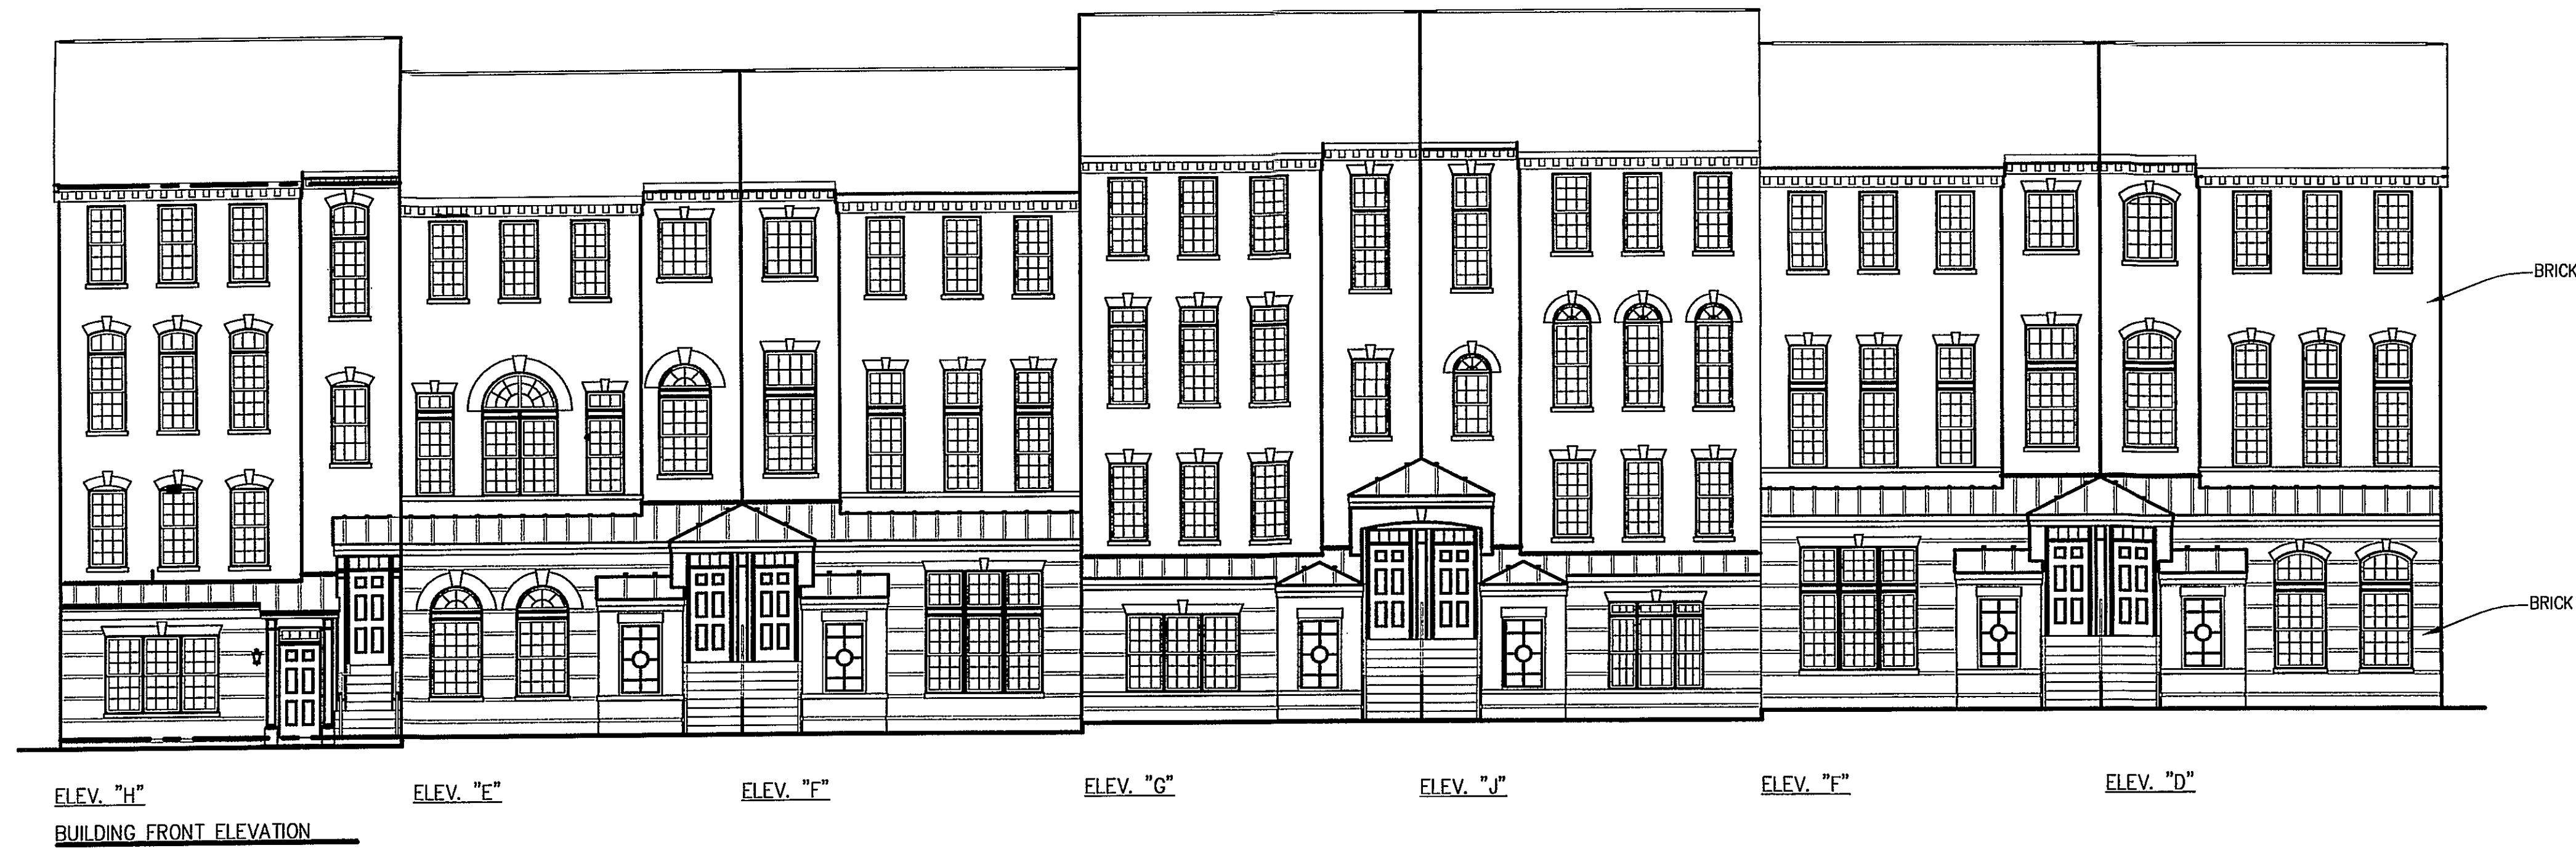 BRICK
BRICK
ELEV. "H"
ELEV. "E"
ELEV. "F"
ELEV. "G"
ELEV. "J"
ELEV. "F"
ELEV. "D"
BUILDING FRONT ELEVATION